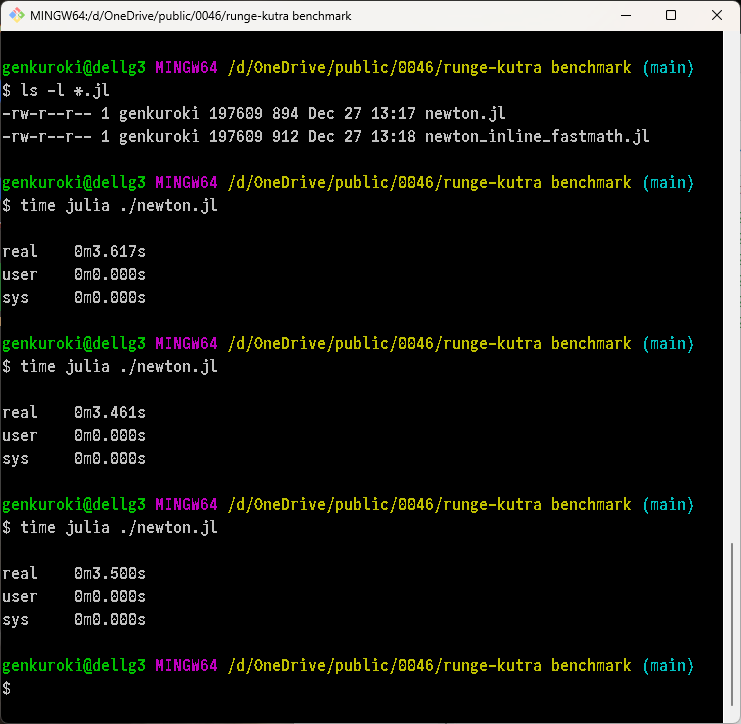 MINGW64:/d/OneDrive/public/0046/runge-kutra benchmark
genkuroki@dellg3 MINGW64 /d/OneDrive/public/0046/runge-kutra benchmark (main)
$ ls -l *.jl
-rw-r--r-- 1 genkuroki 197609 894 Dec 27 13:17 newton.jl
-rw-r--r-- 1 genkuroki 197609 912 Dec 27 13:18 newton_inline_fastmath.jl
genkuroki@dellg3 MINGW64 /d/OneDrive/public/0046/runge-kutra benchmark (main)
$ time julia ./newton.jl
real    0m3.617s
user    0m0.000s
sys     0m0.000s
genkuroki@dellg3 MINGW64 /d/OneDrive/public/0046/runge-kutra benchmark (main)
$ time julia ./newton.jl
real    0m3.461s
user    0m0.000s
sys     0m0.000s
genkuroki@dellg3 MINGW64 /d/OneDrive/public/0046/runge-kutra benchmark (main)
$ time julia ./newton.jl
real    0m3.500s
user    0m0.000s
sys     0m0.000s
genkuroki@dellg3 MINGW64 /d/OneDrive/public/0046/runge-kutra benchmark (main)
$